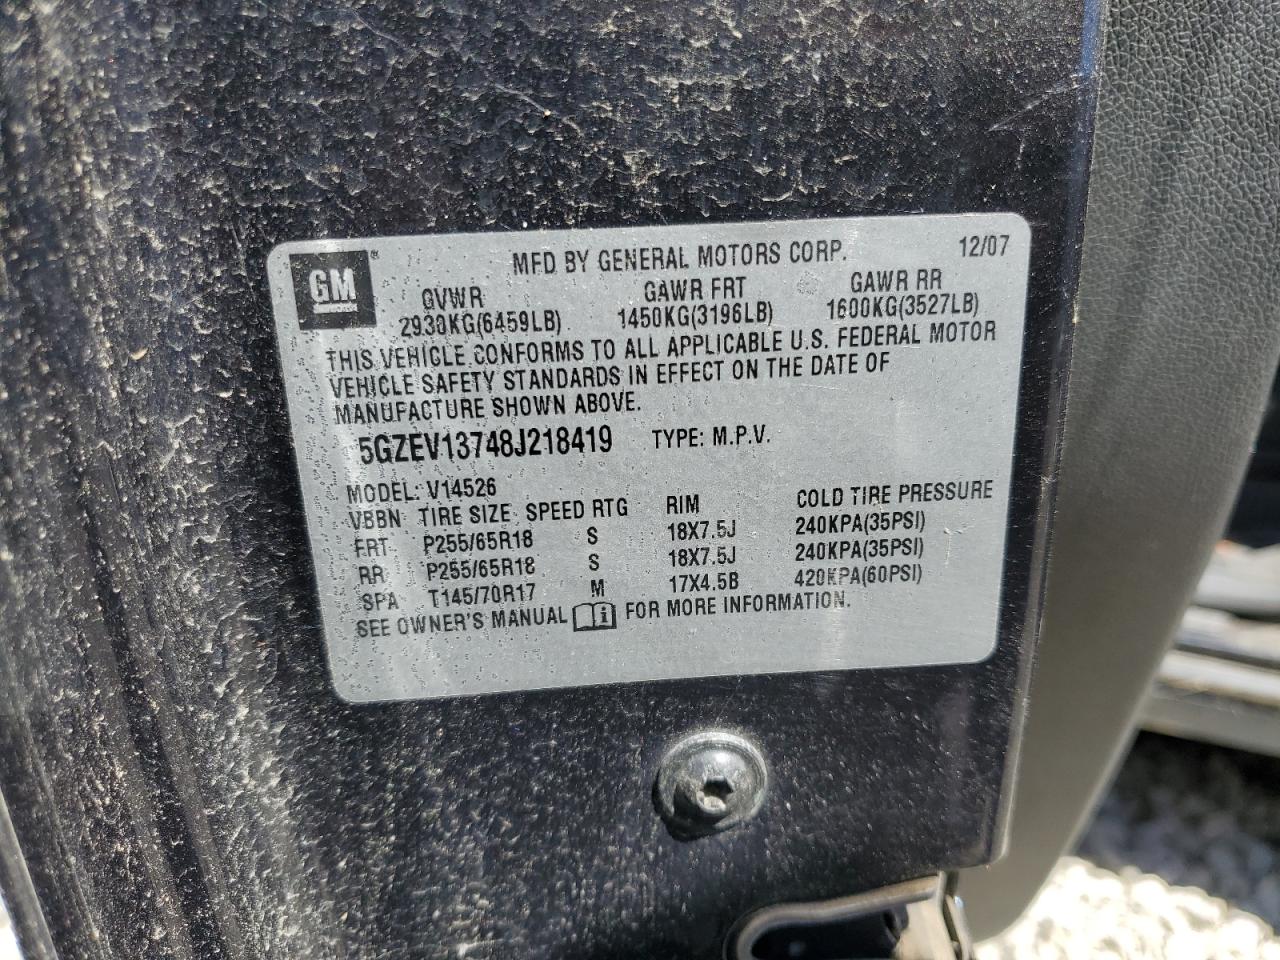 GM
MFD BY GENERAL MOTORS CORP. 12/07
GVWR GAWR FRT GAWR RR
2930KG(6459LB) 1450KG(3196LB) 1600KG(3527LB)
THIS VEHICLE CONFORMS TO ALL APPLICABLE U.S. FEDERAL MOTOR
VEHICLE SAFETY STANDARDS IN EFFECT ON THE DATE OF
MANUFACTURE SHOWN ABOVE.
5GZEV13748J218419 TYPE: M.P.V.
MODEL: V14526
VBBN TIRE SIZE SPEED RTG RIM COLD TIRE PRESSURE
FRT P255/65R18 S 18X7.5J 240KPA(35PSI)
RR P255/65R18 S 18X7.5J 240KPA(35PSI)
SPA T145/70R17 M 17X4.5B 420KPA(60PSI)
SEE OWNER'S MANUAL i FOR MORE INFORMATION.